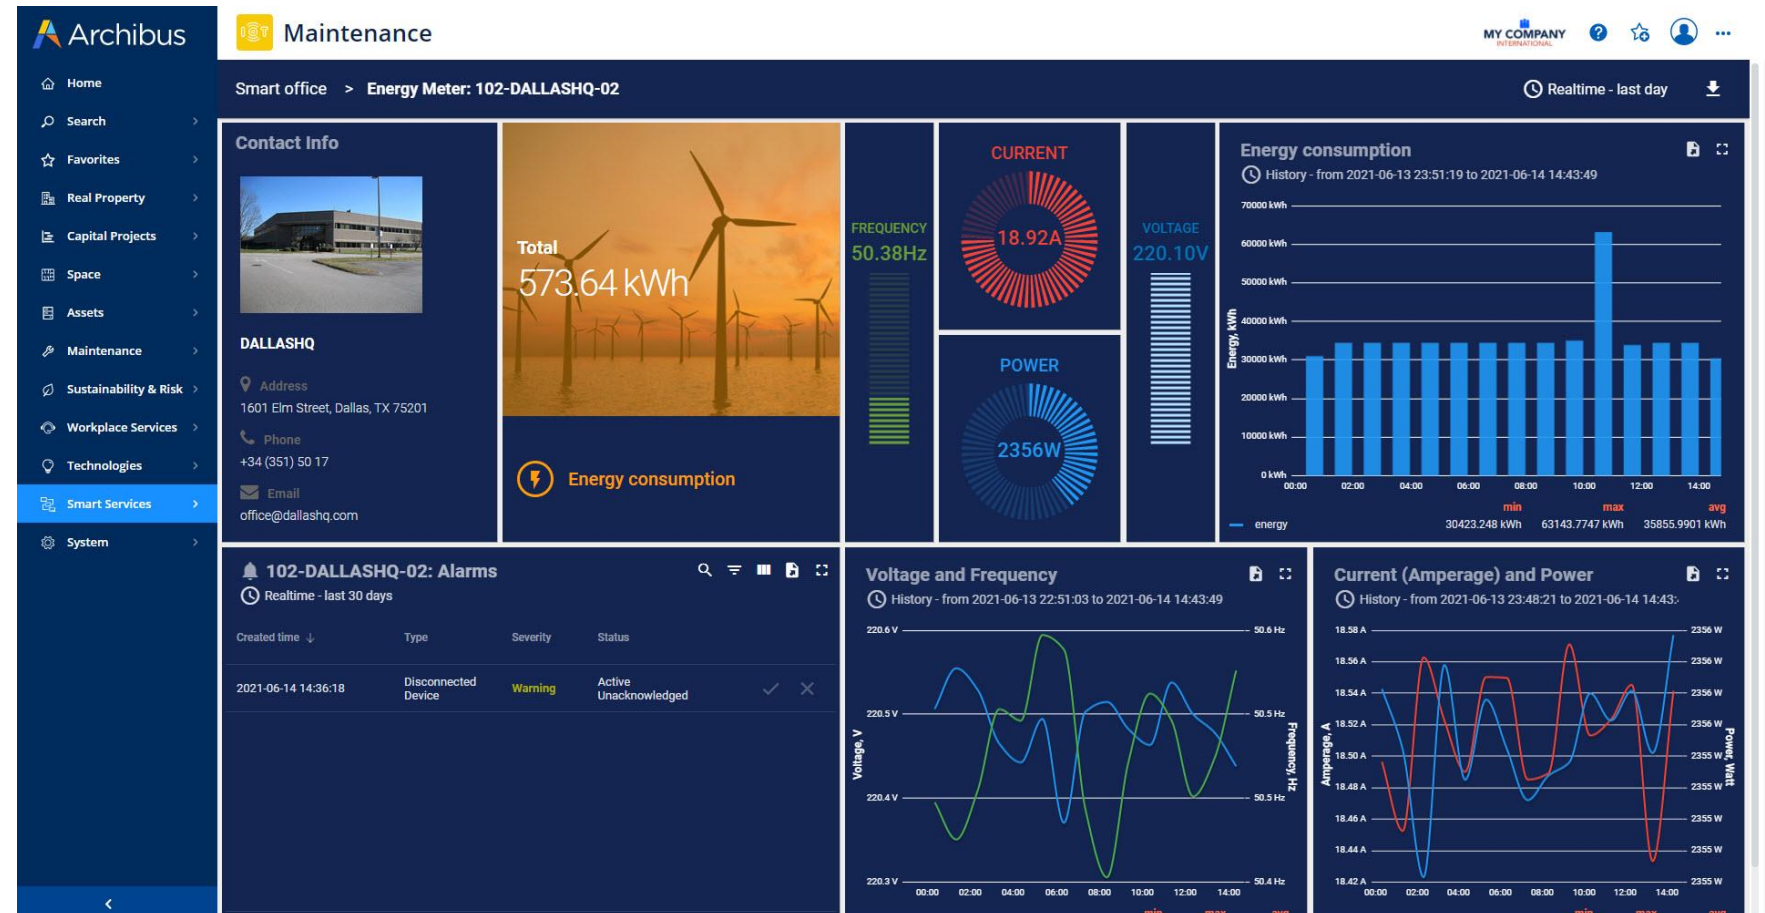 Archibus
Home
Search
Favorites
Real Property
Capital Projects
Space
Assets
Maintenance
Sustainability & Risk
Workplace Services
Technologies
Smart Services
System
IOT
Maintenance
MY COMPANY
INTERNATIONAL
Smart office > Energy Meter: 102-DALLASHQ-02
Realtime - last day
Contact Info
DALLASHQ
Address
1601 Elm Street, Dallas, TX 75201
Phone
+34 (351) 50 17
Email
office@dallashq.com
Total
573.64 kWh
Energy consumption
FREQUENCY
50.38Hz
CURRENT
18.92A
POWER
2356W
VOLTAGE
220.10V
Energy consumption
History - from 2021-06-13 23:51:19 to 2021-06-14 14:43:49
70000 kWh
60000 kWh
50000 kWh
40000 kWh
30000 kWh
20000 kWh
10000 kWh
0 kWh
Energy, kWh
00:00 02:00 04:00 06:00 08:00 10:00 12:00 14:00
min max avg
energy 30423.248 kWh 63143.7747 kWh 35855.9901 kWh
102-DALLASHQ-02: Alarms
Realtime - last 30 days
Created time ↓ Type Severity Status
2021-06-14 14:36:18 Disconnected Device Warning Active Unacknowledged
Voltage and Frequency
History - from 2021-06-13 22:51:03 to 2021-06-14 14:43:49
220.6 V
220.5 V
220.4 V
220.3 V
Voltage, V
50.6 Hz
50.5 Hz
50.5 Hz
50.4 Hz
Frequency, Hz
00:00 02:00 04:00 06:00 08:00 10:00 12:00 14:00
min max avg
Current (Amperage) and Power
History - from 2021-06-13 23:48:21 to 2021-06-14 14:43:
18.58 A
18.56 A
18.54 A
18.52 A
18.50 A
18.48 A
18.46 A
18.44 A
18.42 A
Amperage, A
2356 W
2356 W
2356 W
2356 W
2355 W
2355 W
2355 W
2355 W
2355 W
Power, Watt
00:00 02:00 04:00 06:00 08:00 10:00 12:00 14:00
min max avg